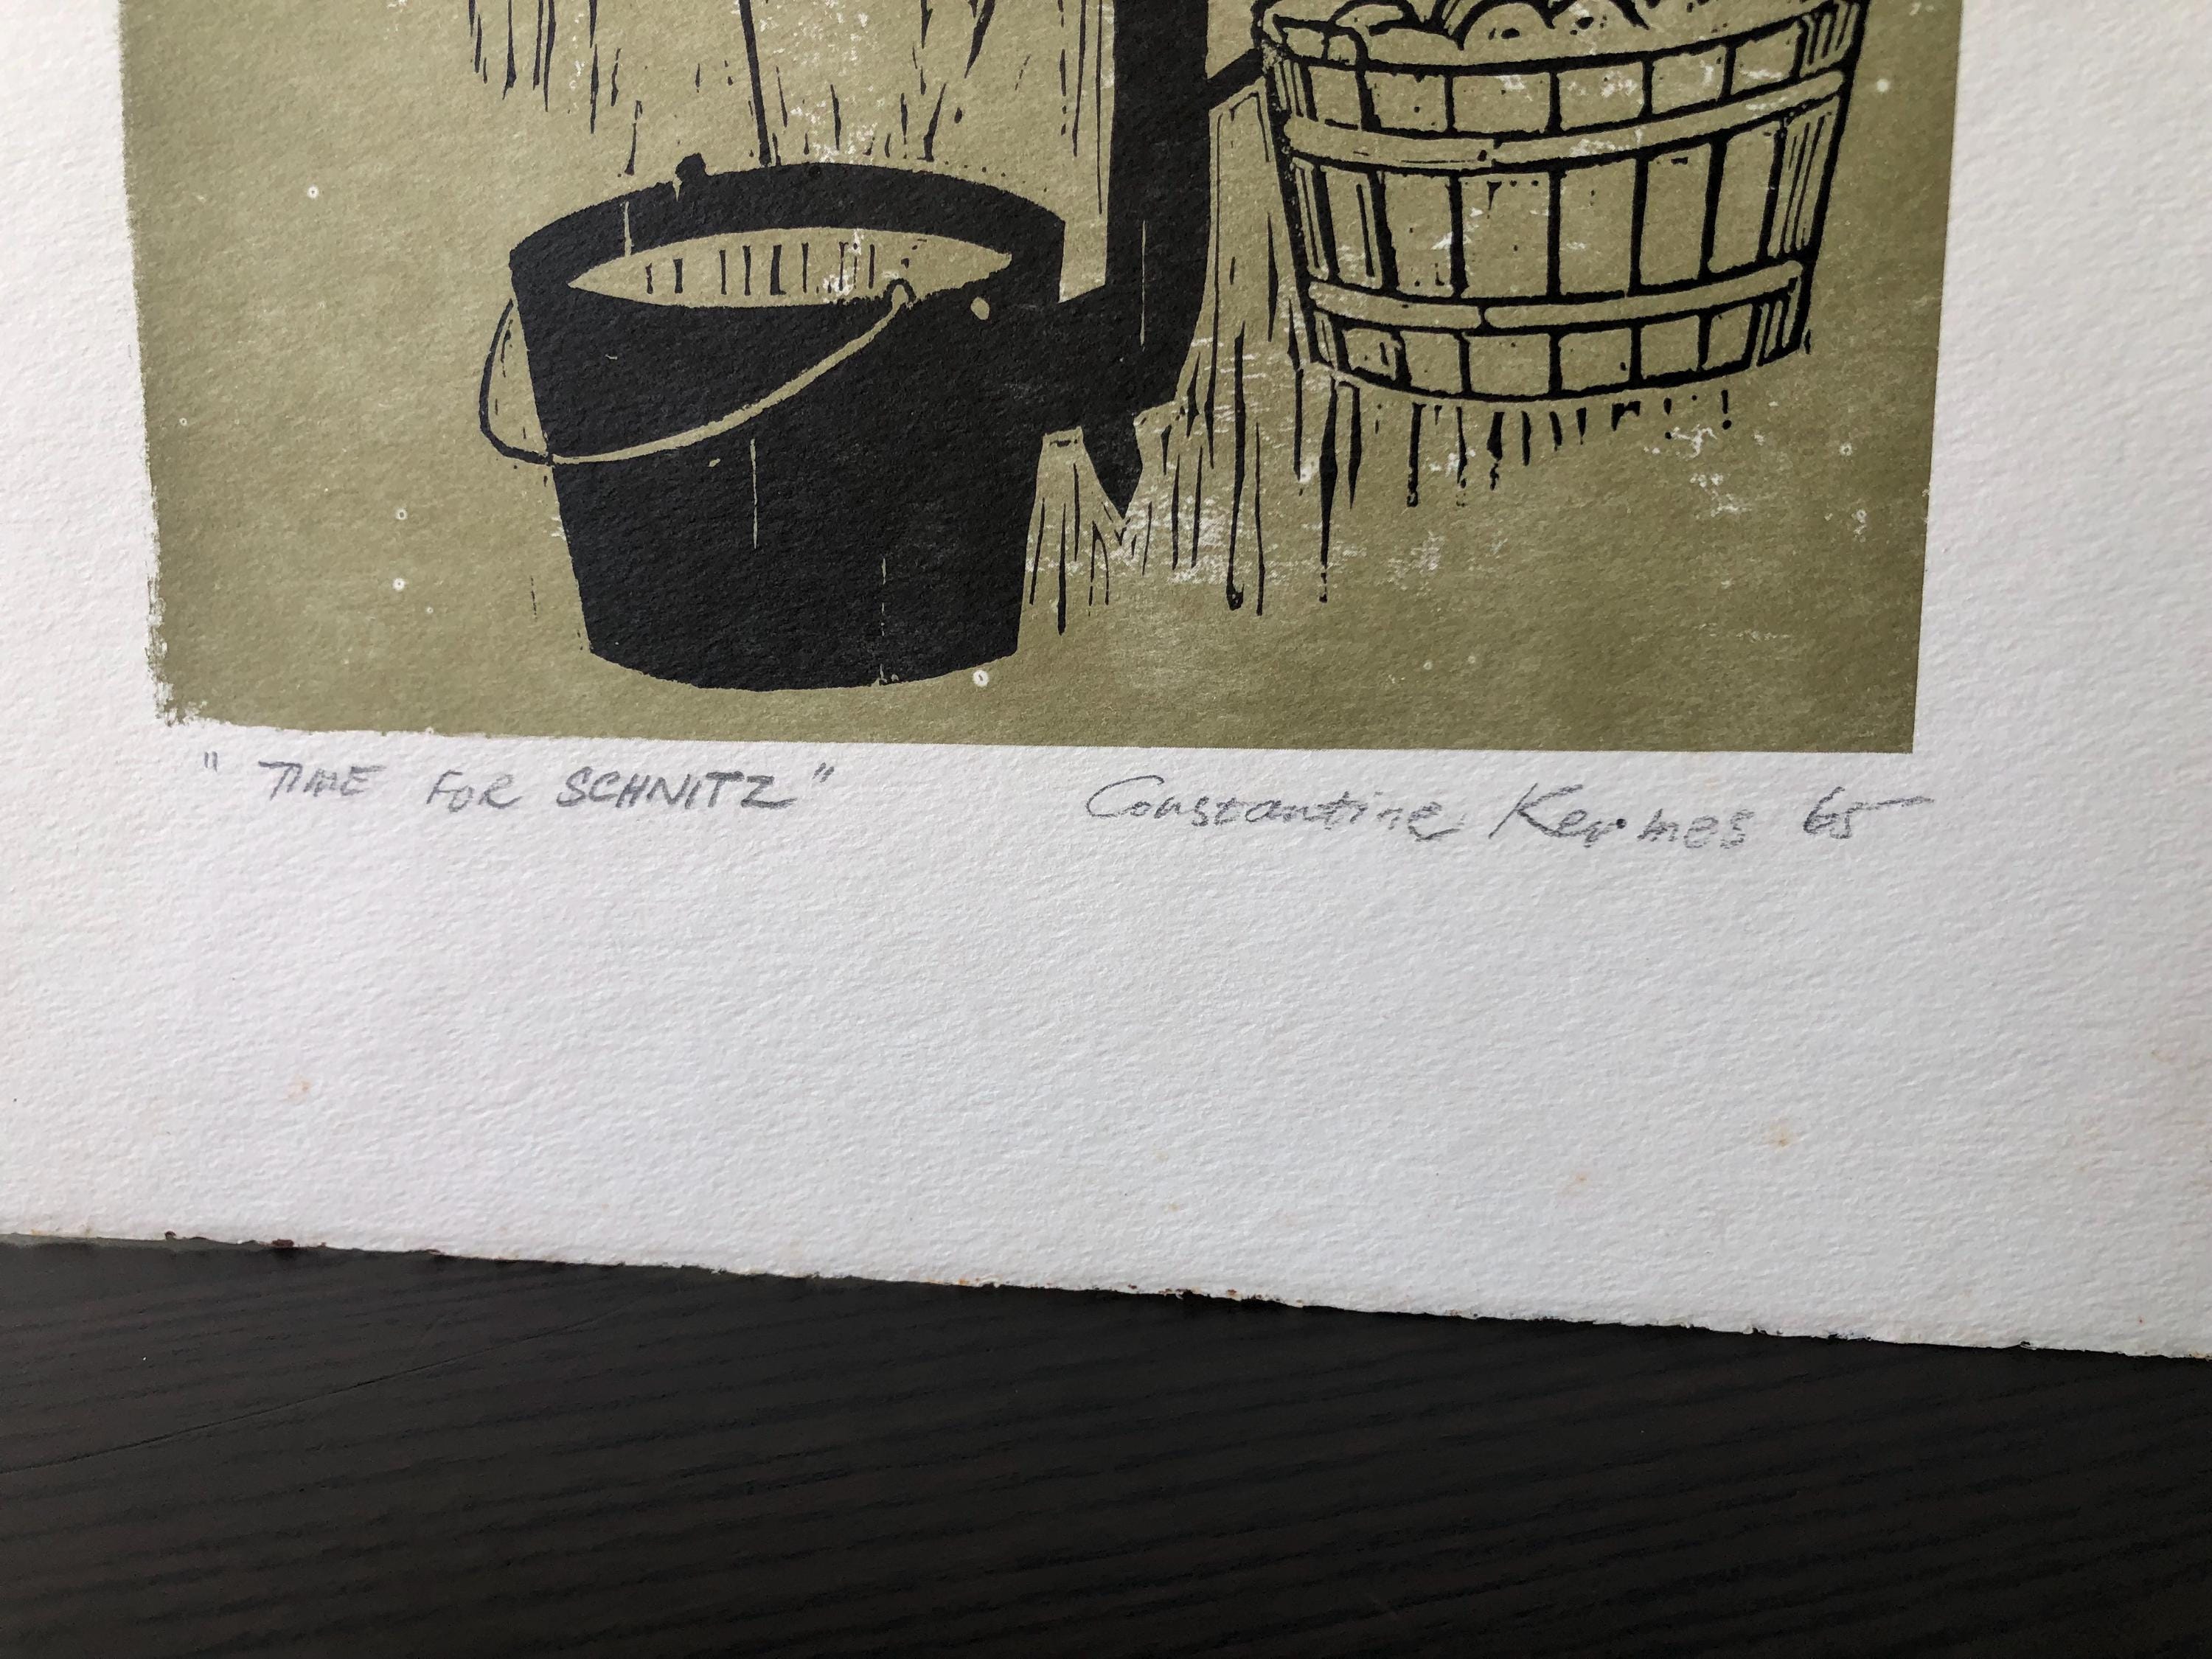 " TIME FOR SCHNITZ " Constantine Kermes 65